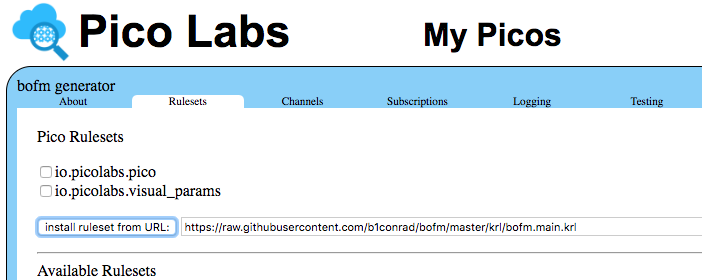 Pico Labs My Picos
bofm generator
About Rulesets Channels Subscriptions Logging Testing
Pico Rulesets
io.picolabs.pico
io.picolabs.visual_params
install ruleset from URL: https://raw.githubusercontent.com/b1conrad/bofm/master/krl/bofm.main.krl
Available Rulesets